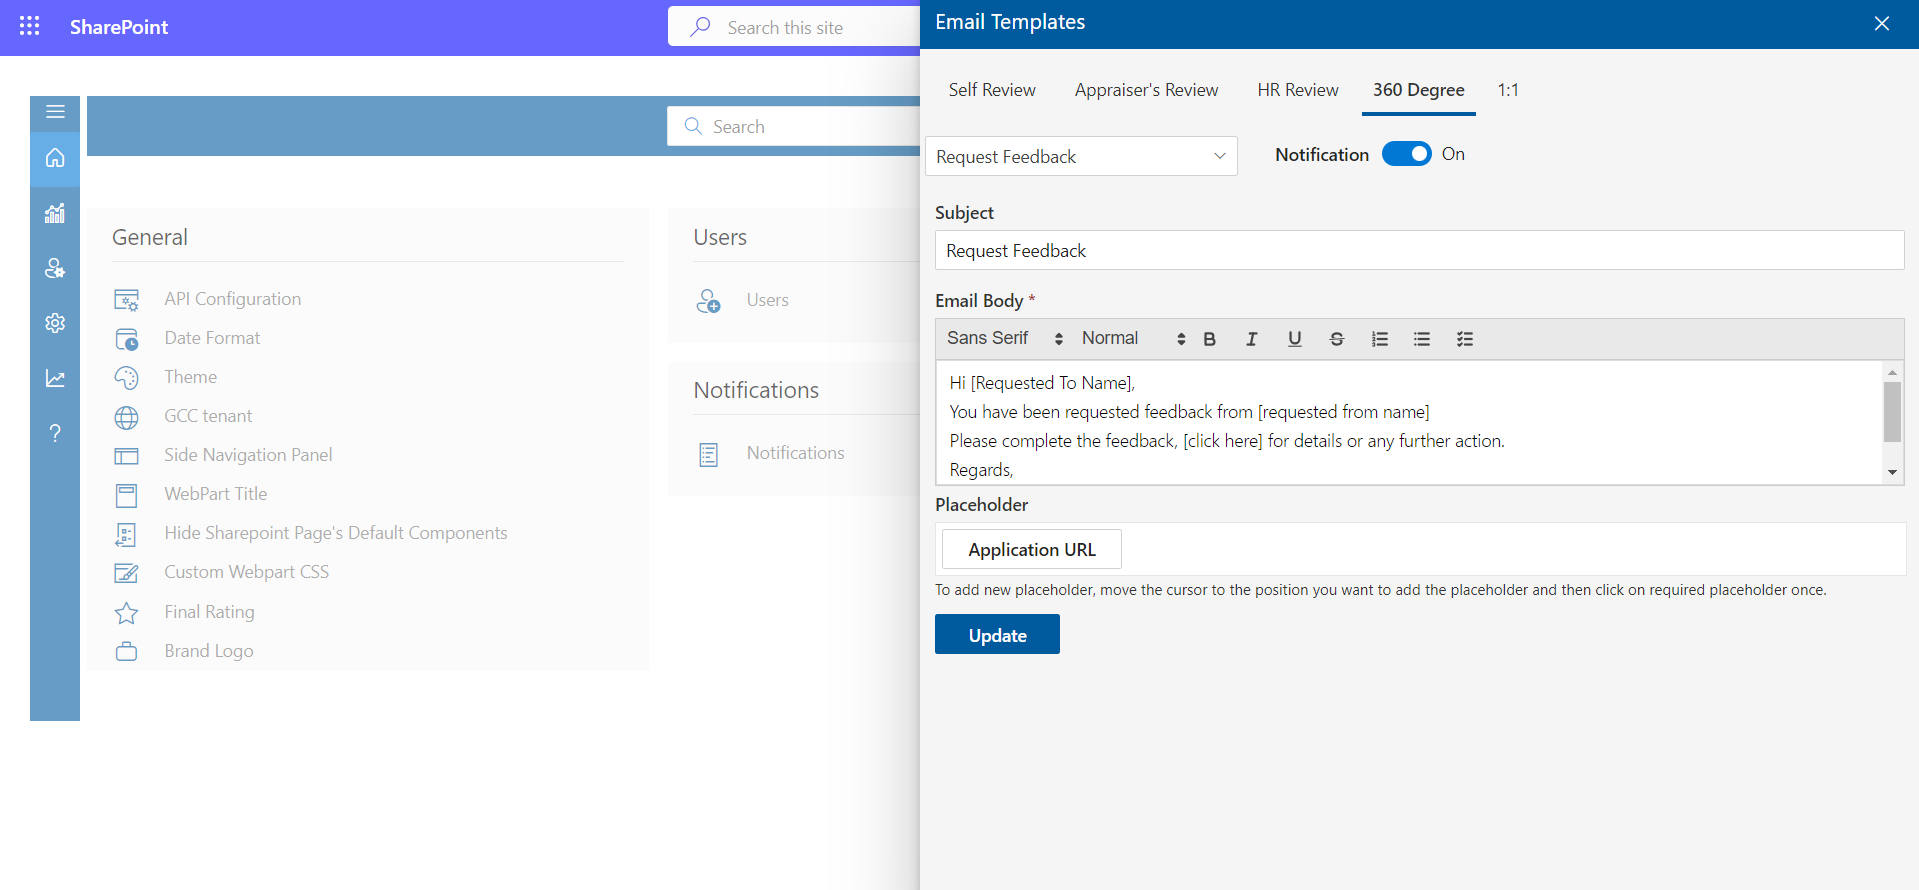 SharePoint
Search this site
Search
General
API Configuration
Date Format
Theme
GCC tenant
Side Navigation Panel
WebPart Title
Hide Sharepoint Page's Default Components
Custom Webpart CSS
Final Rating
Brand Logo
Users
Users
Notifications
Notifications
Email Templates
Self Review
Appraiser's Review
HR Review
360 Degree
1:1
Request Feedback
Notification
On
Subject
Request Feedback
Email Body *
Sans Serif
Normal
B I U S
Hi [Requested To Name],
You have been requested feedback from [requested from name]
Please complete the feedback, [click here] for details or any further action.
Regards,
Placeholder
Application URL
To add new placeholder, move the cursor to the position you want to add the placeholder and then click on required placeholder once.
Update